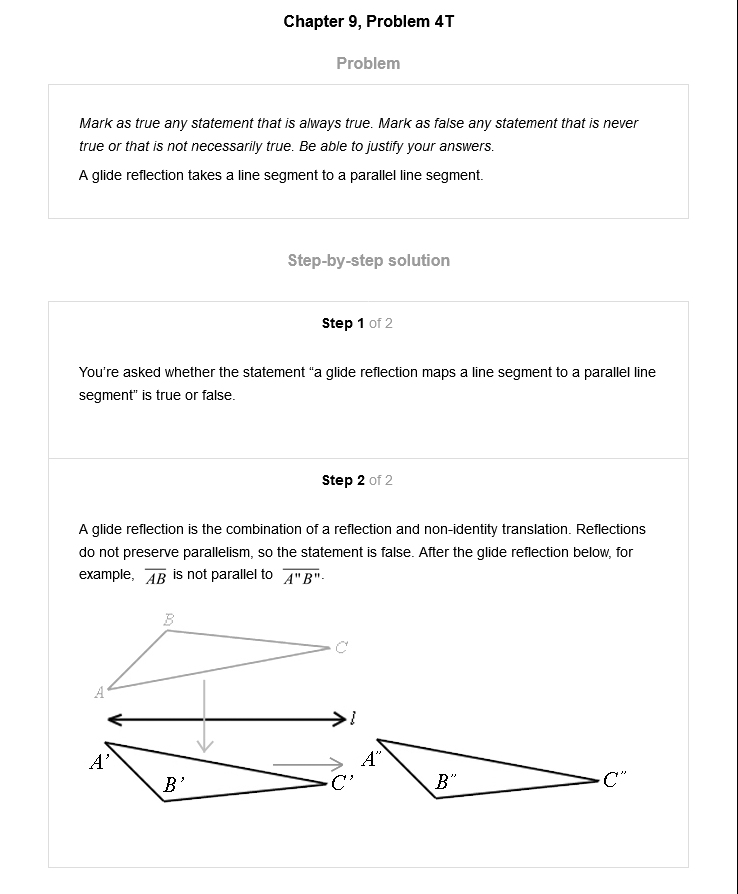 Chapter 9, Problem 4T
Problem
Mark as true any statement that is always true. Mark as false any statement that is never
true or that is not necessarily true. Be able to justify your answers.
A glide reflection takes a line segment to a parallel line segment.
Step-by-step solution
Step 1 of 2
You’re asked whether the statement “a glide reflection maps a line segment to a parallel line
segment” is true or false.
Step 2 of 2
A glide reflection is the combination of a reflection and non-identity translation. Reflections
do not preserve parallelism, so the statement is false. After the glide reflection below, for
example, AB is not parallel to A"B".
B
C
A
l
A’
B’
C’
A”
B”
C”